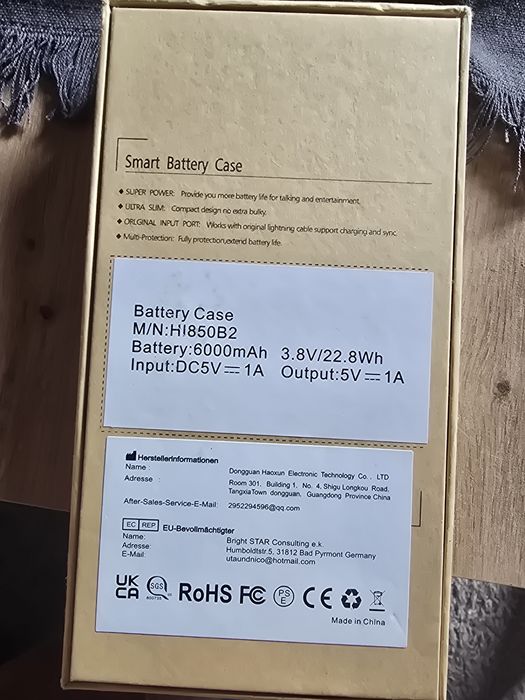 Smart Battery Case
◆ SUPER POWER: Provide you more battery life for talking and entertainment.
◆ ULTRA SLIM: Compact design no extra bulky.
◆ ORLGINAL INPUT PORT: Works with original lightning cable support charging and sync.
◆ Multi-Protection: Fully protection,extend battery life.
Battery Case
M/N:HI850B2
Battery:6000mAh 3.8V/22.8Wh
Input:DC5V⎓1A Output:5V⎓1A
Herstellerinformationen
Name: Dongguan Haoxun Electronic Technology Co., LTD
Adresse: Room 301, Building 1, No. 4, Shigu Longkou Road,
TangxiaTown dongguan, Guangdong Province China
After-Sales-Service-E-Mail: 2952294596@qq.com
EC REP EU-Bevollmächtigter
Name: Bright STAR Consulting e.k.
Adresse: Humboldtstr.5, 31812 Bad Pyrmont Germany
E-Mail: utaundnico@hotmail.com
UK CA SGS RoHS FC PSE CE
Made in China